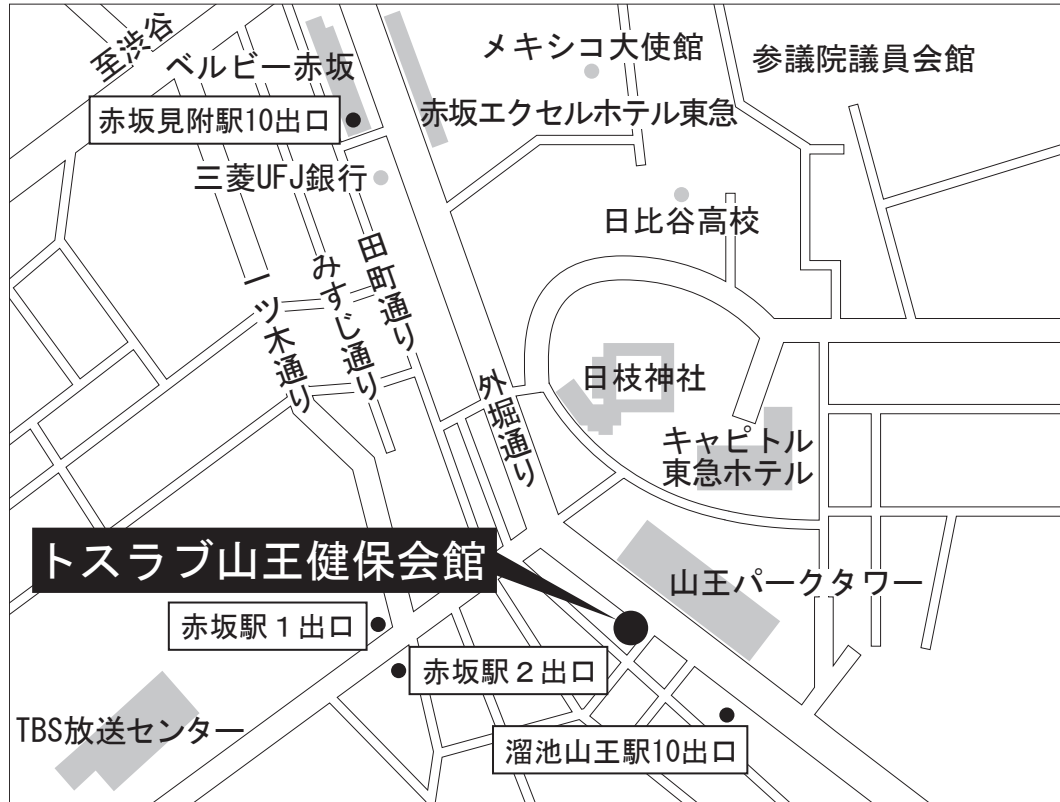 至渋谷
ベルビー赤坂
メキシコ大使館
参議院議員会館
赤坂見附駅10出口
赤坂エクセルホテル東急
三菱UFJ銀行
日比谷高校
田町通り
みすじ通り
一ツ木通り
外堀通り
日枝神社
キャピトル
東急ホテル
トスラブ山王健保会館
山王パークタワー
赤坂駅1出口
赤坂駅2出口
TBS放送センター
溜池山王駅10出口